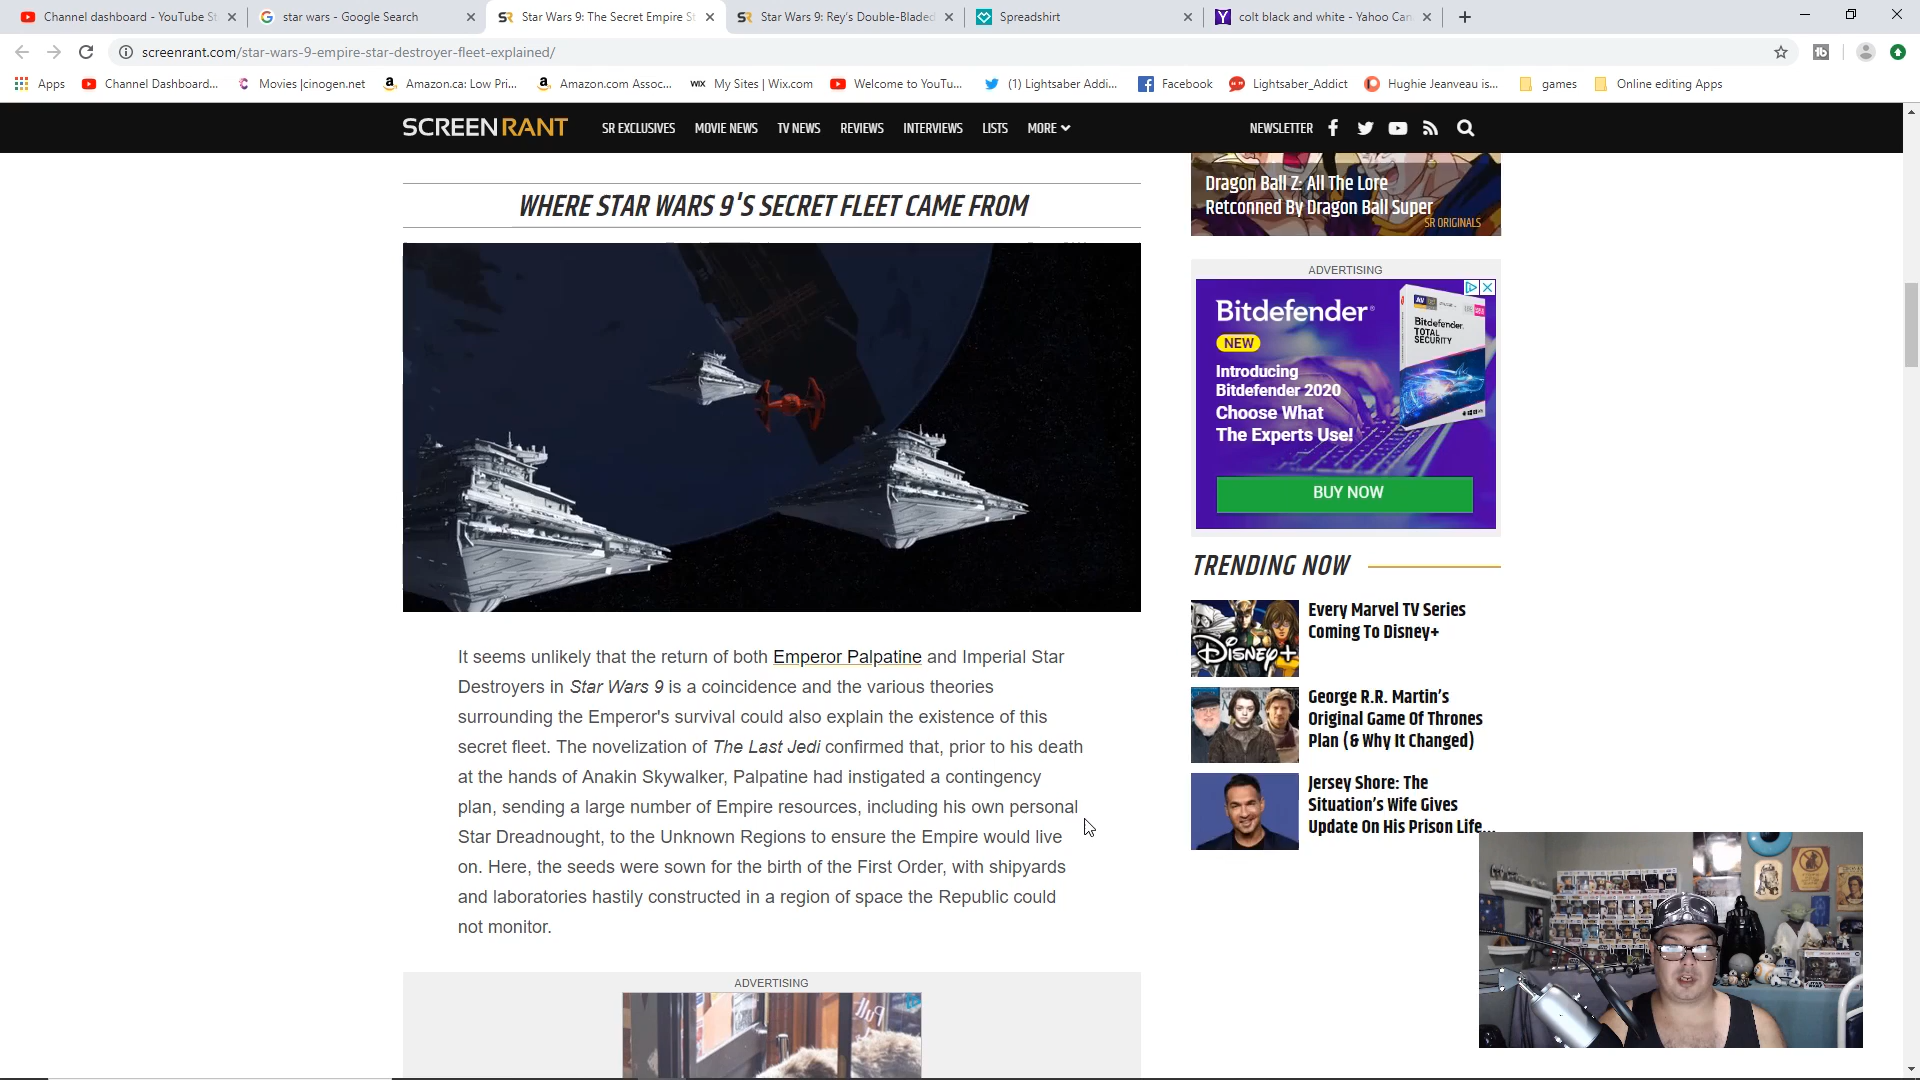 Channel dashboard - YouTube St
star wars - Google Search
Star Wars 9: The Secret Empire St
Star Wars 9: Rey's Double-Bladed
Spreadshirt
colt black and white - Yahoo Can
screenrant.com/star-wars-9-empire-star-destroyer-fleet-explained/
Apps
Channel Dashboard...
Movies |cinogen.net
Amazon.ca: Low Pri...
Amazon.com Assoc...
WIX My Sites | Wix.com
Welcome to YouTu...
(1) Lightsaber Addi...
Facebook
Lightsaber_Addict
Hughie Jeanveau is...
games
Online editing Apps
SCREENRANT
SR EXCLUSIVES
MOVIE NEWS
TV NEWS
REVIEWS
INTERVIEWS
LISTS
MORE
NEWSLETTER
WHERE STAR WARS 9'S SECRET FLEET CAME FROM
It seems unlikely that the return of both Emperor Palpatine and Imperial Star
Destroyers in Star Wars 9 is a coincidence and the various theories
surrounding the Emperor's survival could also explain the existence of this
secret fleet. The novelization of The Last Jedi confirmed that, prior to his death
at the hands of Anakin Skywalker, Palpatine had instigated a contingency
plan, sending a large number of Empire resources, including his own personal
Star Dreadnought, to the Unknown Regions to ensure the Empire would live
on. Here, the seeds were sown for the birth of the First Order, with shipyards
and laboratories hastily constructed in a region of space the Republic could
not monitor.
ADVERTISING
Pull
Dragon Ball Z: All The Lore
Retconned By Dragon Ball Super
SR ORIGINALS
ADVERTISING
Bitdefender
NEW
Introducing
Bitdefender 2020
Choose What
The Experts Use!
Bitdefender
TOTAL
SECURITY
BUY NOW
TRENDING NOW
Every Marvel TV Series
Coming To Disney+
Disney+
George R.R. Martin's
Original Game Of Thrones
Plan (& Why It Changed)
Jersey Shore: The
Situation's Wife Gives
Update On His Prison Life...